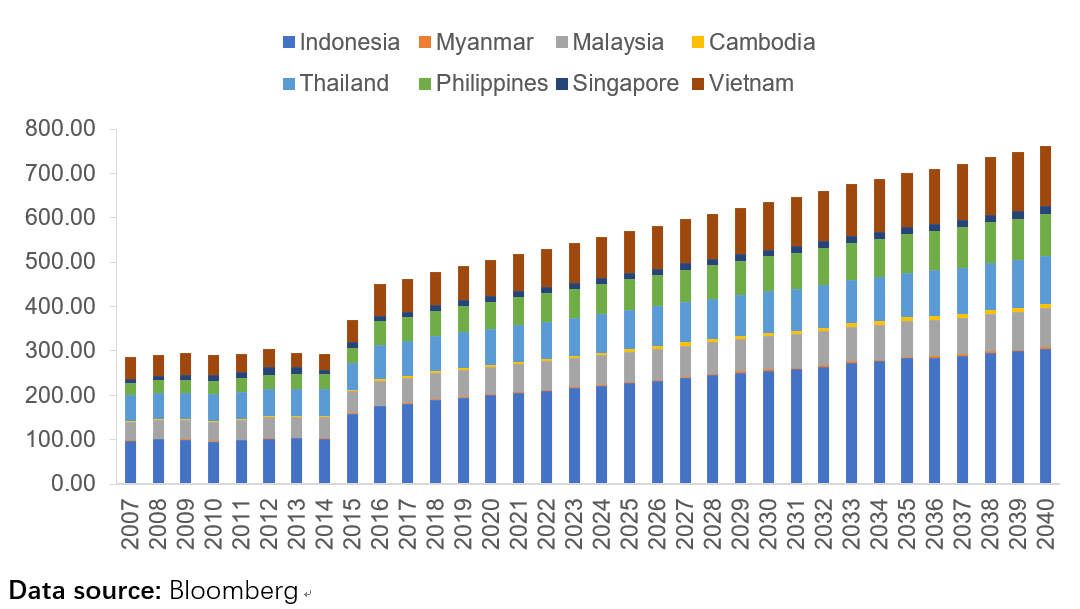 Indonesia Myanmar Malaysia Cambodia
Thailand Philippines Singapore Vietnam
800.00
700.00
600.00
500.00
400.00
300.00
200.00
100.00
0.00
2007 2008 2009 2010 2011 2012 2013 2014 2015 2016 2017 2018 2019 2020 2021 2022 2023 2024 2025 2026 2027 2028 2029 2030 2031 2032 2033 2034 2035 2036 2037 2038 2039 2040
Data source: Bloomberg